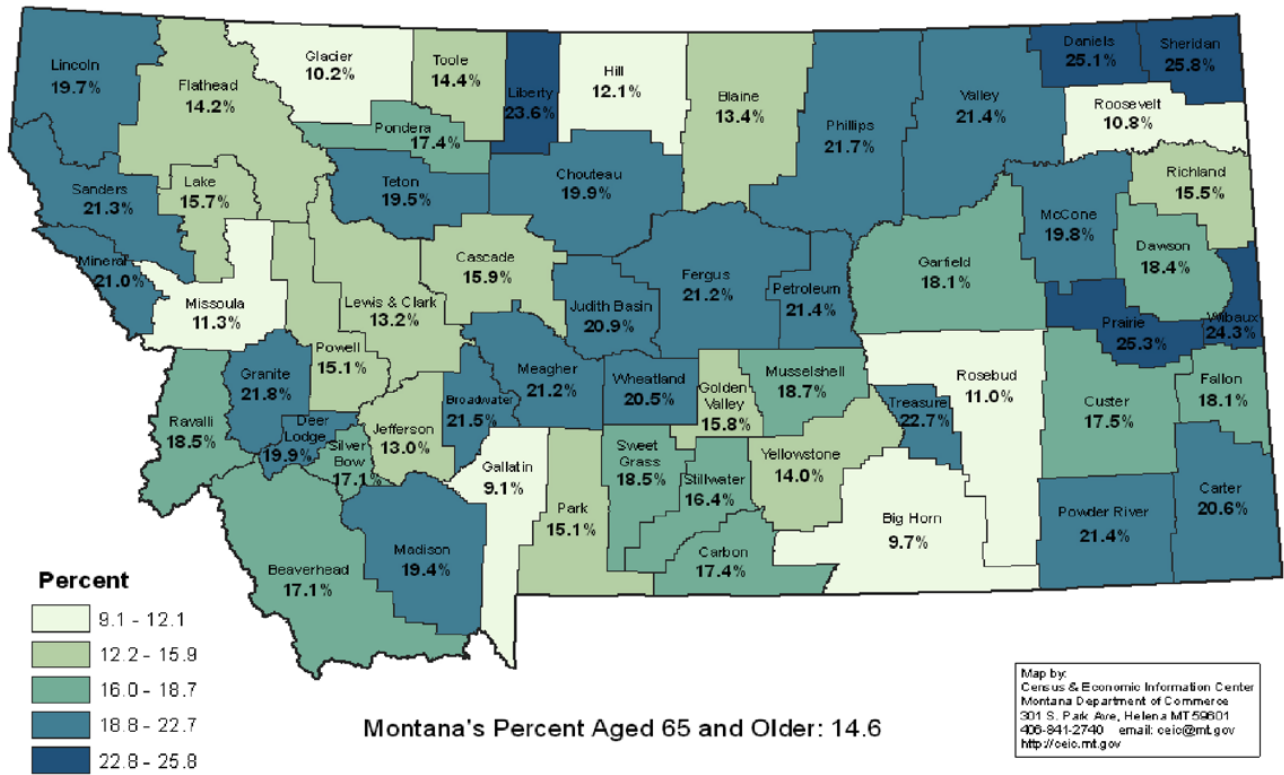 Lincoln
19.7%
Flathead
14.2%
Glacier
10.2%
Toole
14.4%
Liberty
23.6%
Hill
12.1%
Blaine
13.4%
Phillips
21.7%
Valley
21.4%
Daniels
25.1%
Sheridan
25.8%
Roosevelt
10.8%
Pondera
17.4%
Teton
19.5%
Chouteau
19.9%
Sanders
21.3%
Lake
15.7%
Richland
15.5%
McCone
19.8%
Dawson
18.4%
Garfield
18.1%
Mineral
21.0%
Missoula
11.3%
Cascade
15.9%
Lewis & Clark
13.2%
Fergus
21.2%
Judith Basin
20.9%
Petroleum
21.4%
Prairie
25.3%
Wibaux
24.3%
Powell
15.1%
Granite
21.8%
Ravalli
18.5%
Deer
Lodge
19.9%
Silver
Bow
17.1%
Jefferson
13.0%
Broadwater
21.5%
Meagher
21.2%
Wheatland
20.5%
Golden
Valley
15.8%
Musselshell
18.7%
Treasure
22.7%
Rosebud
11.0%
Custer
17.5%
Fallon
18.1%
Gallatin
9.1%
Park
15.1%
Sweet
Grass
18.5%
Stillwater
16.4%
Yellowstone
14.0%
Carbon
17.4%
Big Horn
9.7%
Powder River
21.4%
Carter
20.6%
Madison
19.4%
Beaverhead
17.1%
Percent
9.1 - 12.1
12.2 - 15.9
16.0 - 18.7
18.8 - 22.7
22.8 - 25.8
Montana's Percent Aged 65 and Older: 14.6
Map by:
Census & Economic Information Center
Montana Department of Commerce
301 S. Park Ave, Helena MT 59601
406-841-2740 email: ceic@mt.gov
http://ceic.mt.gov